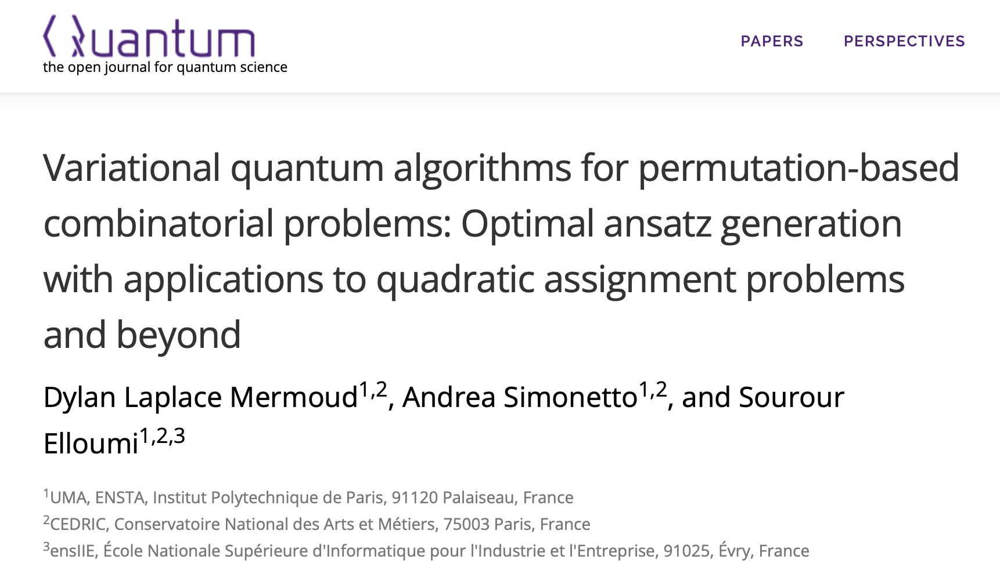 Quantum
the open journal for quantum science
PAPERS PERSPECTIVES
Variational quantum algorithms for permutation-based
combinatorial problems: Optimal ansatz generation
with applications to quadratic assignment problems
and beyond
Dylan Laplace Mermoud1,2, Andrea Simonetto1,2, and Sourour
Elloumi1,2,3
1UMA, ENSTA, Institut Polytechnique de Paris, 91120 Palaiseau, France
2CEDRIC, Conservatoire National des Arts et Métiers, 75003 Paris, France
3ensIIE, École Nationale Supérieure d'Informatique pour l'Industrie et l'Entreprise, 91025, Évry, France